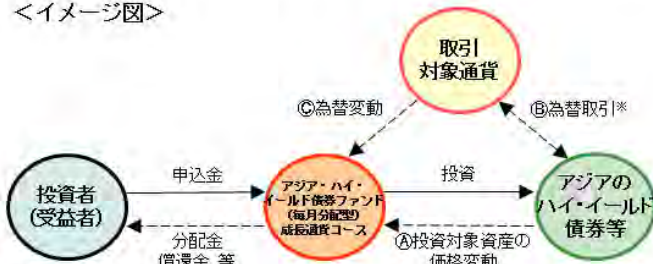 <イメージ図>
取引
対象通貨
Ⓒ為替変動
Ⓑ為替取引※
投資者
(受益者)
申込金
分配金
償還金 等
アジア・ハイ・
イールド債券ファンド
(毎月分配型)
成長通貨コース
投資
Ⓐ投資対象資産の
価格変動
アジアの
ハイ・イールド
債券等